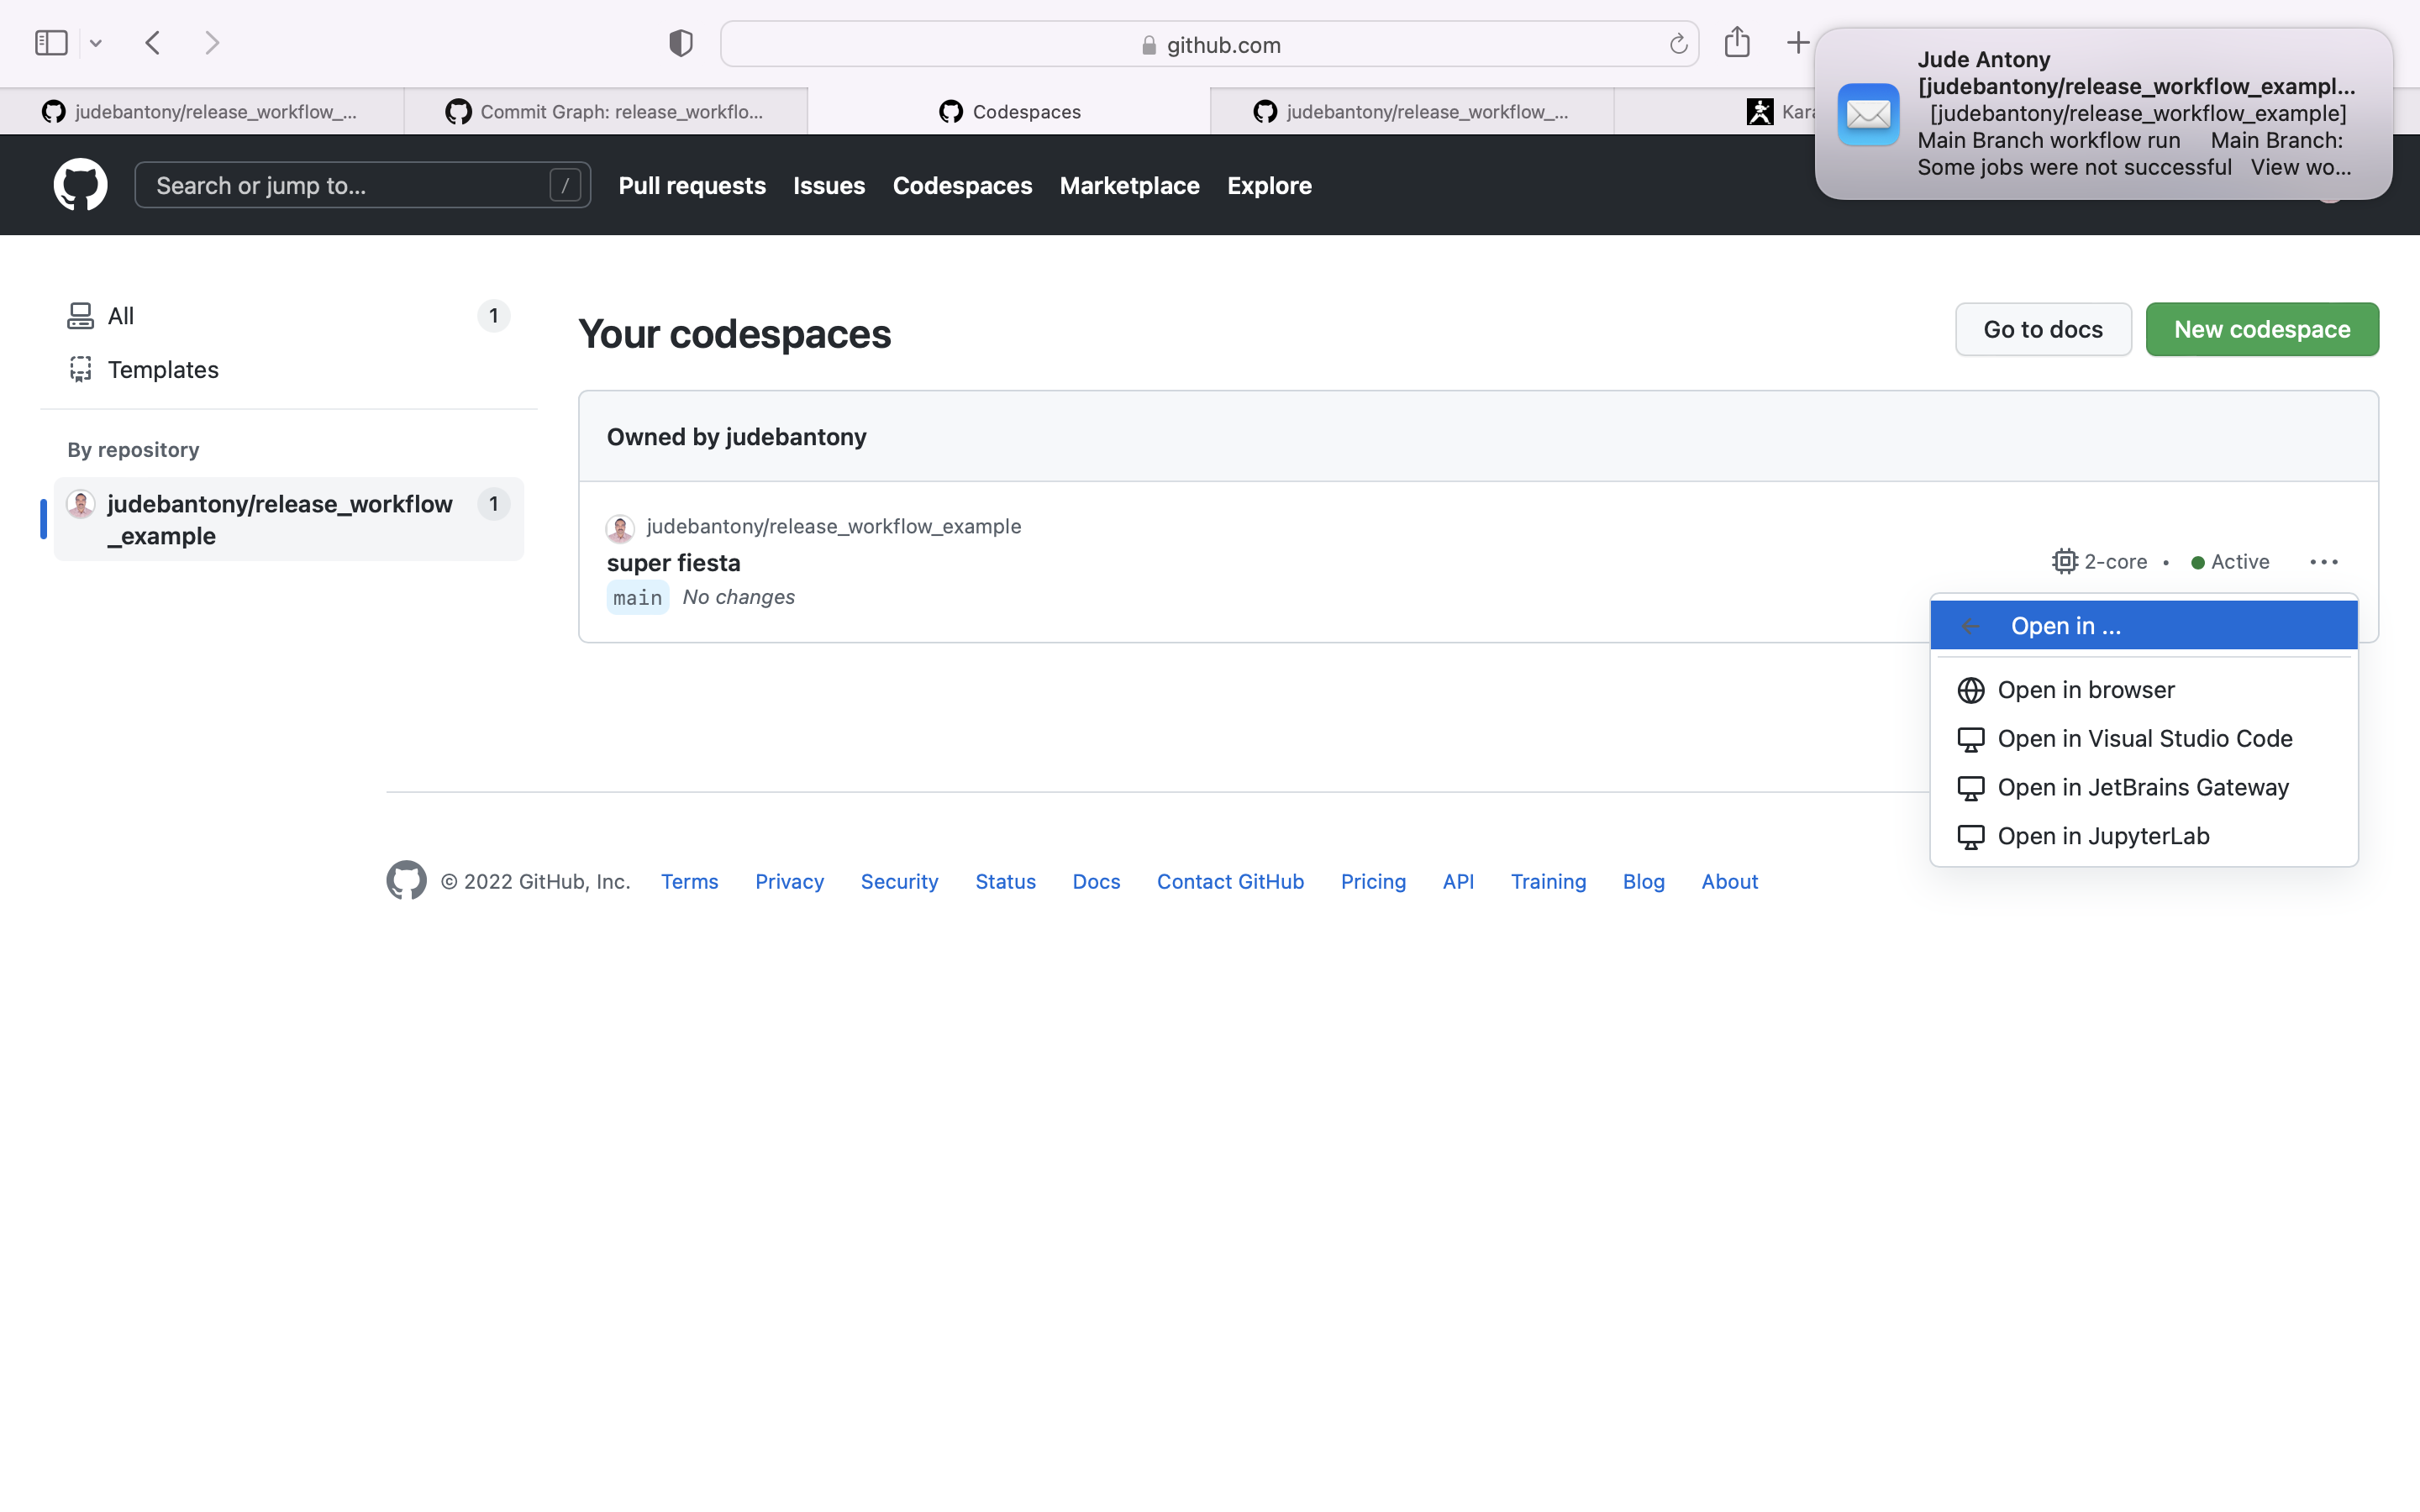 github.com
Jude Antony
[judebantony/release_workflow_exampl...
[judebantony/release_workflow_example]
Main Branch workflow run Main Branch:
Some jobs were not successful View wo...
judebantony/release_workflow_...
Commit Graph: release_workflo...
Codespaces
judebantony/release_workflow_...
Kara
Search or jump to...
/
Pull requests
Issues
Codespaces
Marketplace
Explore
All
1
Templates
By repository
judebantony/release_workflow
_example
1
Your codespaces
Go to docs
New codespace
Owned by judebantony
judebantony/release_workflow_example
super fiesta
main
No changes
2-core
• Active
Open in ...
Open in browser
Open in Visual Studio Code
Open in JetBrains Gateway
Open in JupyterLab
© 2022 GitHub, Inc.
Terms
Privacy
Security
Status
Docs
Contact GitHub
Pricing
API
Training
Blog
About